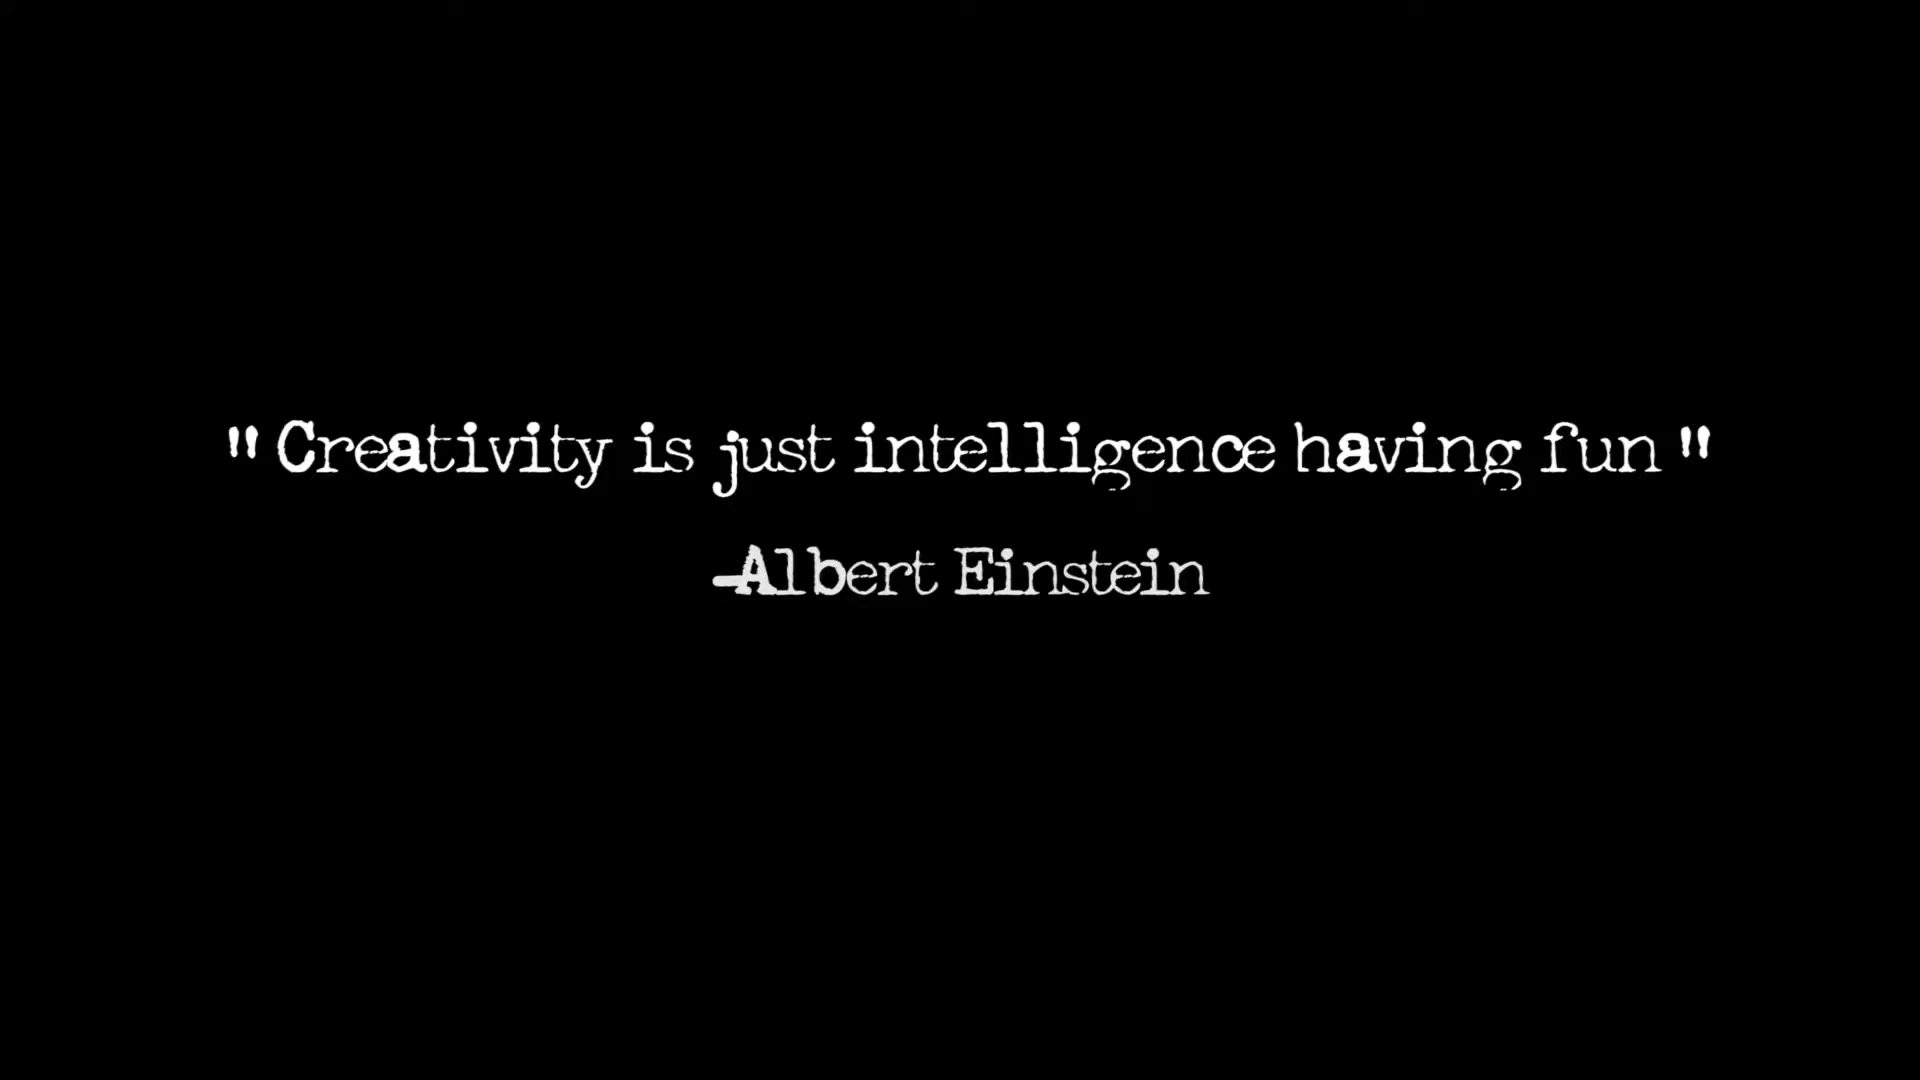 " Creativity is just intelligence having fun "
-Albert Einstein